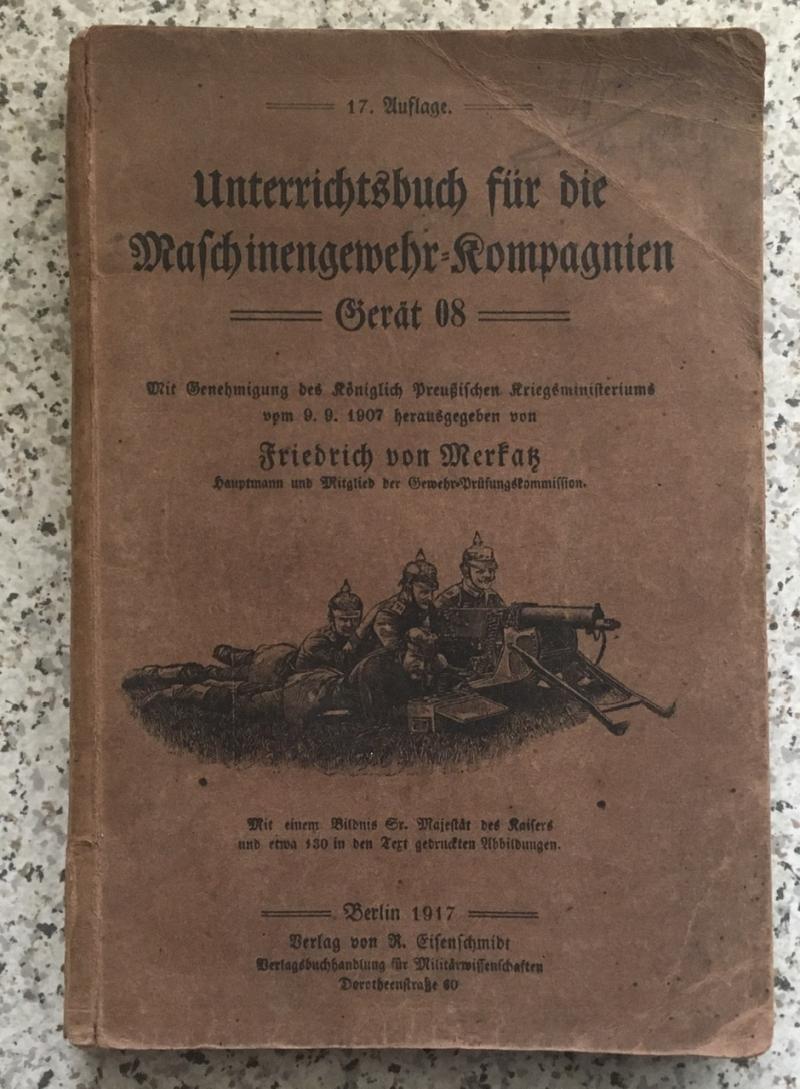 17. Auflage.
Unterrichtsbuch für die
Maschinengewehr-Kompagnien
Gerät 08
Mit Genehmigung des Königlich Preußischen Kriegsministeriums
vom 9. 9. 1907 herausgegeben von
Friedrich von Merkatz
Hauptmann und Mitglied der Gewehr-Prüfungskommission.
Mit einem Bildnis Sr. Majestät des Kaisers
und etwa 130 in den Text gedruckten Abbildungen.
Berlin 1917
Verlag von R. Eisenschmidt
Verlagsbuchhandlung für Militärwissenschaften
Dorotheenstraße 60